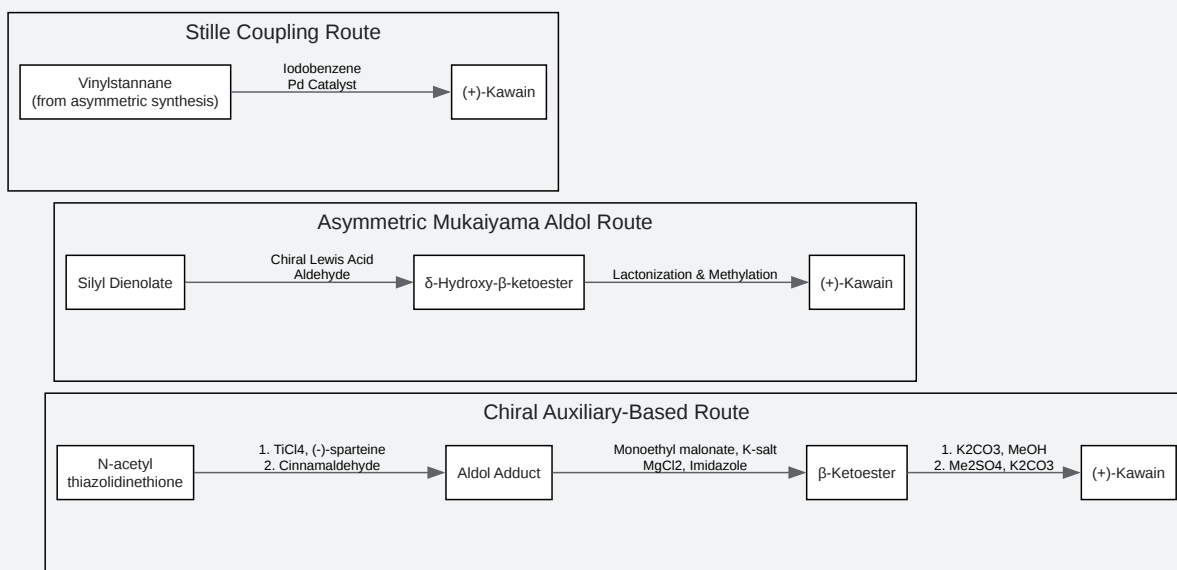 Stille Coupling Route
Vinylstannane
(from asymmetric synthesis)
Iodobenzene
Pd Catalyst
(+)-Kawain
Asymmetric Mukaiyama Aldol Route
Silyl Dienolate
Chiral Lewis Acid
Aldehyde
δ-Hydroxy-β-ketoester
Lactonization & Methylation
(+)-Kawain
Chiral Auxiliary-Based Route
N-acetyl
thiazolidinethione
1. TiCl4, (-)-sparteine
2. Cinnamaldehyde
Aldol Adduct
Monoethyl malonate, K-salt
MgCl2, Imidazole
β-Ketoester
1. K2CO3, MeOH
2. Me2SO4, K2CO3
(+)-Kawain